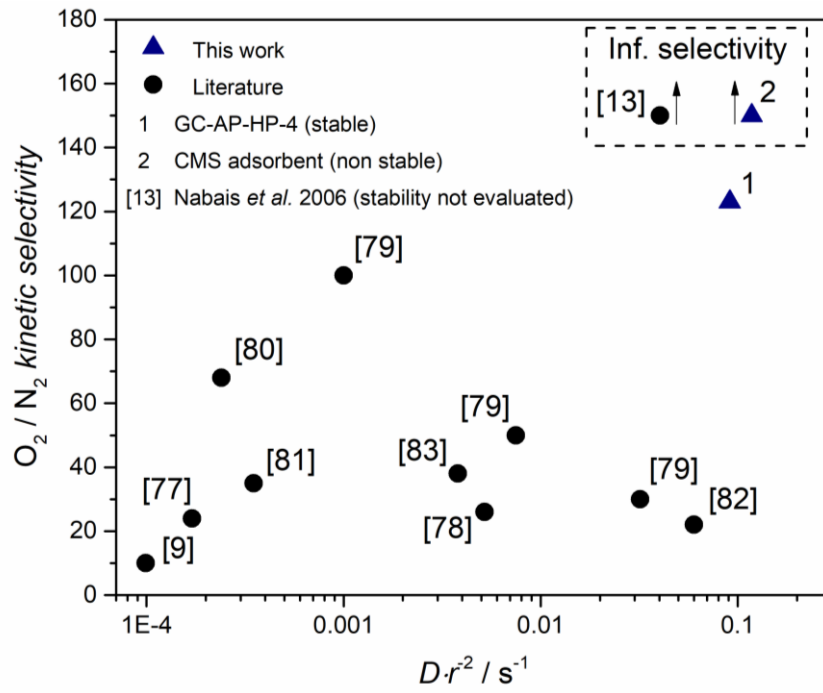 180
160
140
120
100
80
60
40
20
0
O₂ / N₂ kinetic selectivity
This work
Literature
1 GC-AP-HP-4 (stable)
2 CMS adsorbent (non stable)
[13] Nabais et al. 2006 (stability not evaluated)
Inf. selectivity
[13]
2
1
[79]
[80]
[79]
[83]
[81]
[79]
[77]
[78]
[82]
[9]
1E-4
0.001
0.01
0.1
D·r⁻² / s⁻¹